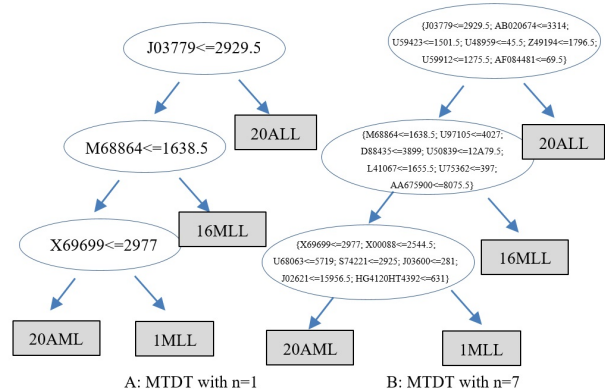 J03779<=2929.5
20ALL
M68864<=1638.5
16MLL
X69699<=2977
20AML
1MLL
A: MTDT with n=1
{J03779<=2929.5; AB020674<=3314;
U59423<=1501.5; U48959<=45.5; Z49194<=1796.5;
U59912<=1275.5; AF084481<=69.5}
20ALL
{M68864<=1638.5; U97105<=4027;
D88435<=3899; U50839<=12A79.5;
L41067<=1655.5; U75362<=397;
AA675900<=8075.5}
16MLL
{X69699<=2977; X00088<=2544.5;
U68063<=5719; S74221<=2925; J03600<=281;
J02621<=15956.5; HG4120HT4392<=631}
20AML
1MLL
B: MTDT with n=7